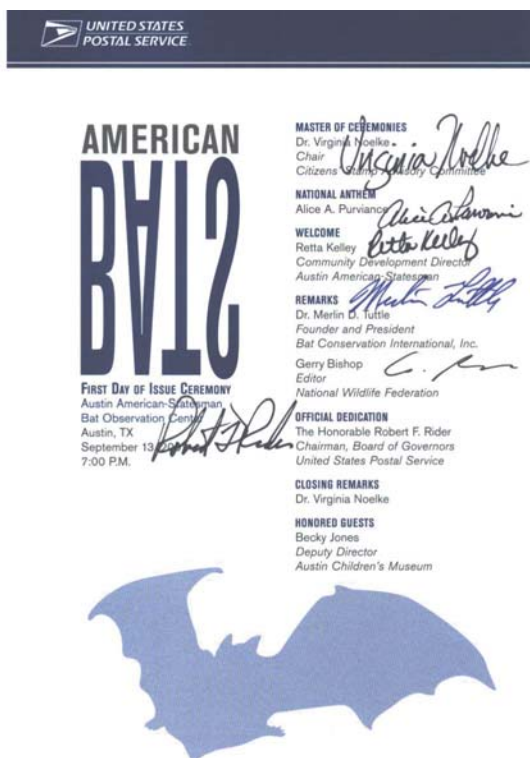 UNITED STATES
POSTAL SERVICE
AMERICAN
BATS
FIRST DAY OF ISSUE CEREMONY
Austin American-Statesman
Bat Observation Center
Austin, TX
September 13,
7:00 P.M.
Robert F Rider
MASTER OF CEREMONIES
Dr. Virginia Noelke
Chair
Citizens' Stamp Advisory Committee
Virginia Noelke
NATIONAL ANTHEM
Alice A. Purviance
WELCOME
Retta Kelley
Community Development Director
Austin American-Statesman
Retta Kelley
REMARKS
Dr. Merlin D. Tuttle
Founder and President
Bat Conservation International, Inc.
Merlin Tuttle
Gerry Bishop
Editor
National Wildlife Federation
OFFICIAL DEDICATION
The Honorable Robert F. Rider
Chairman, Board of Governors
United States Postal Service
CLOSING REMARKS
Dr. Virginia Noelke
HONORED GUESTS
Becky Jones
Deputy Director
Austin Children's Museum